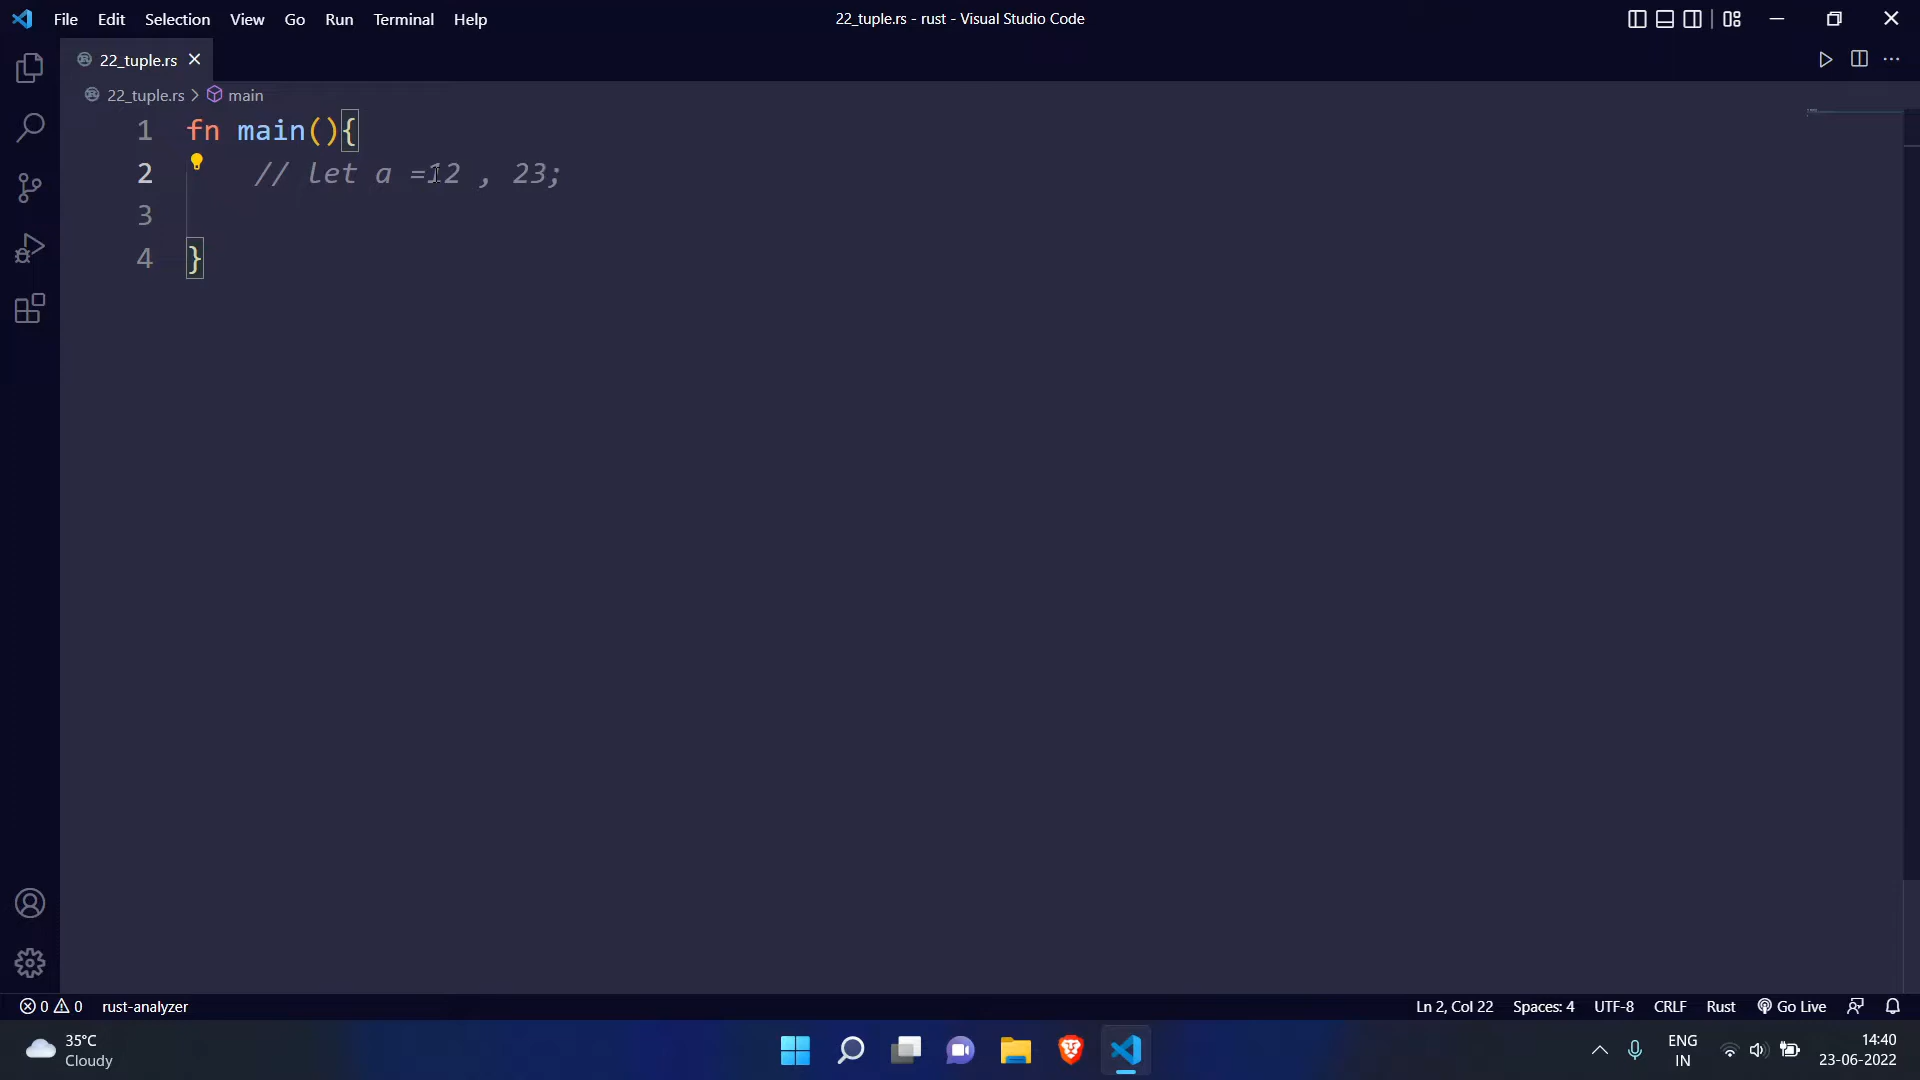 File Edit Selection View Go Run Terminal Help
22_tuple.rs - rust - Visual Studio Code
22_tuple.rs
22_tuple.rs > main
1 fn main(){
2 // let a =12 , 23;
3
4 }
0 0 rust-analyzer
Ln 2, Col 22 Spaces: 4 UTF-8 CRLF Rust Go Live
35°C
Cloudy
ENG
IN
14:40
23-06-2022